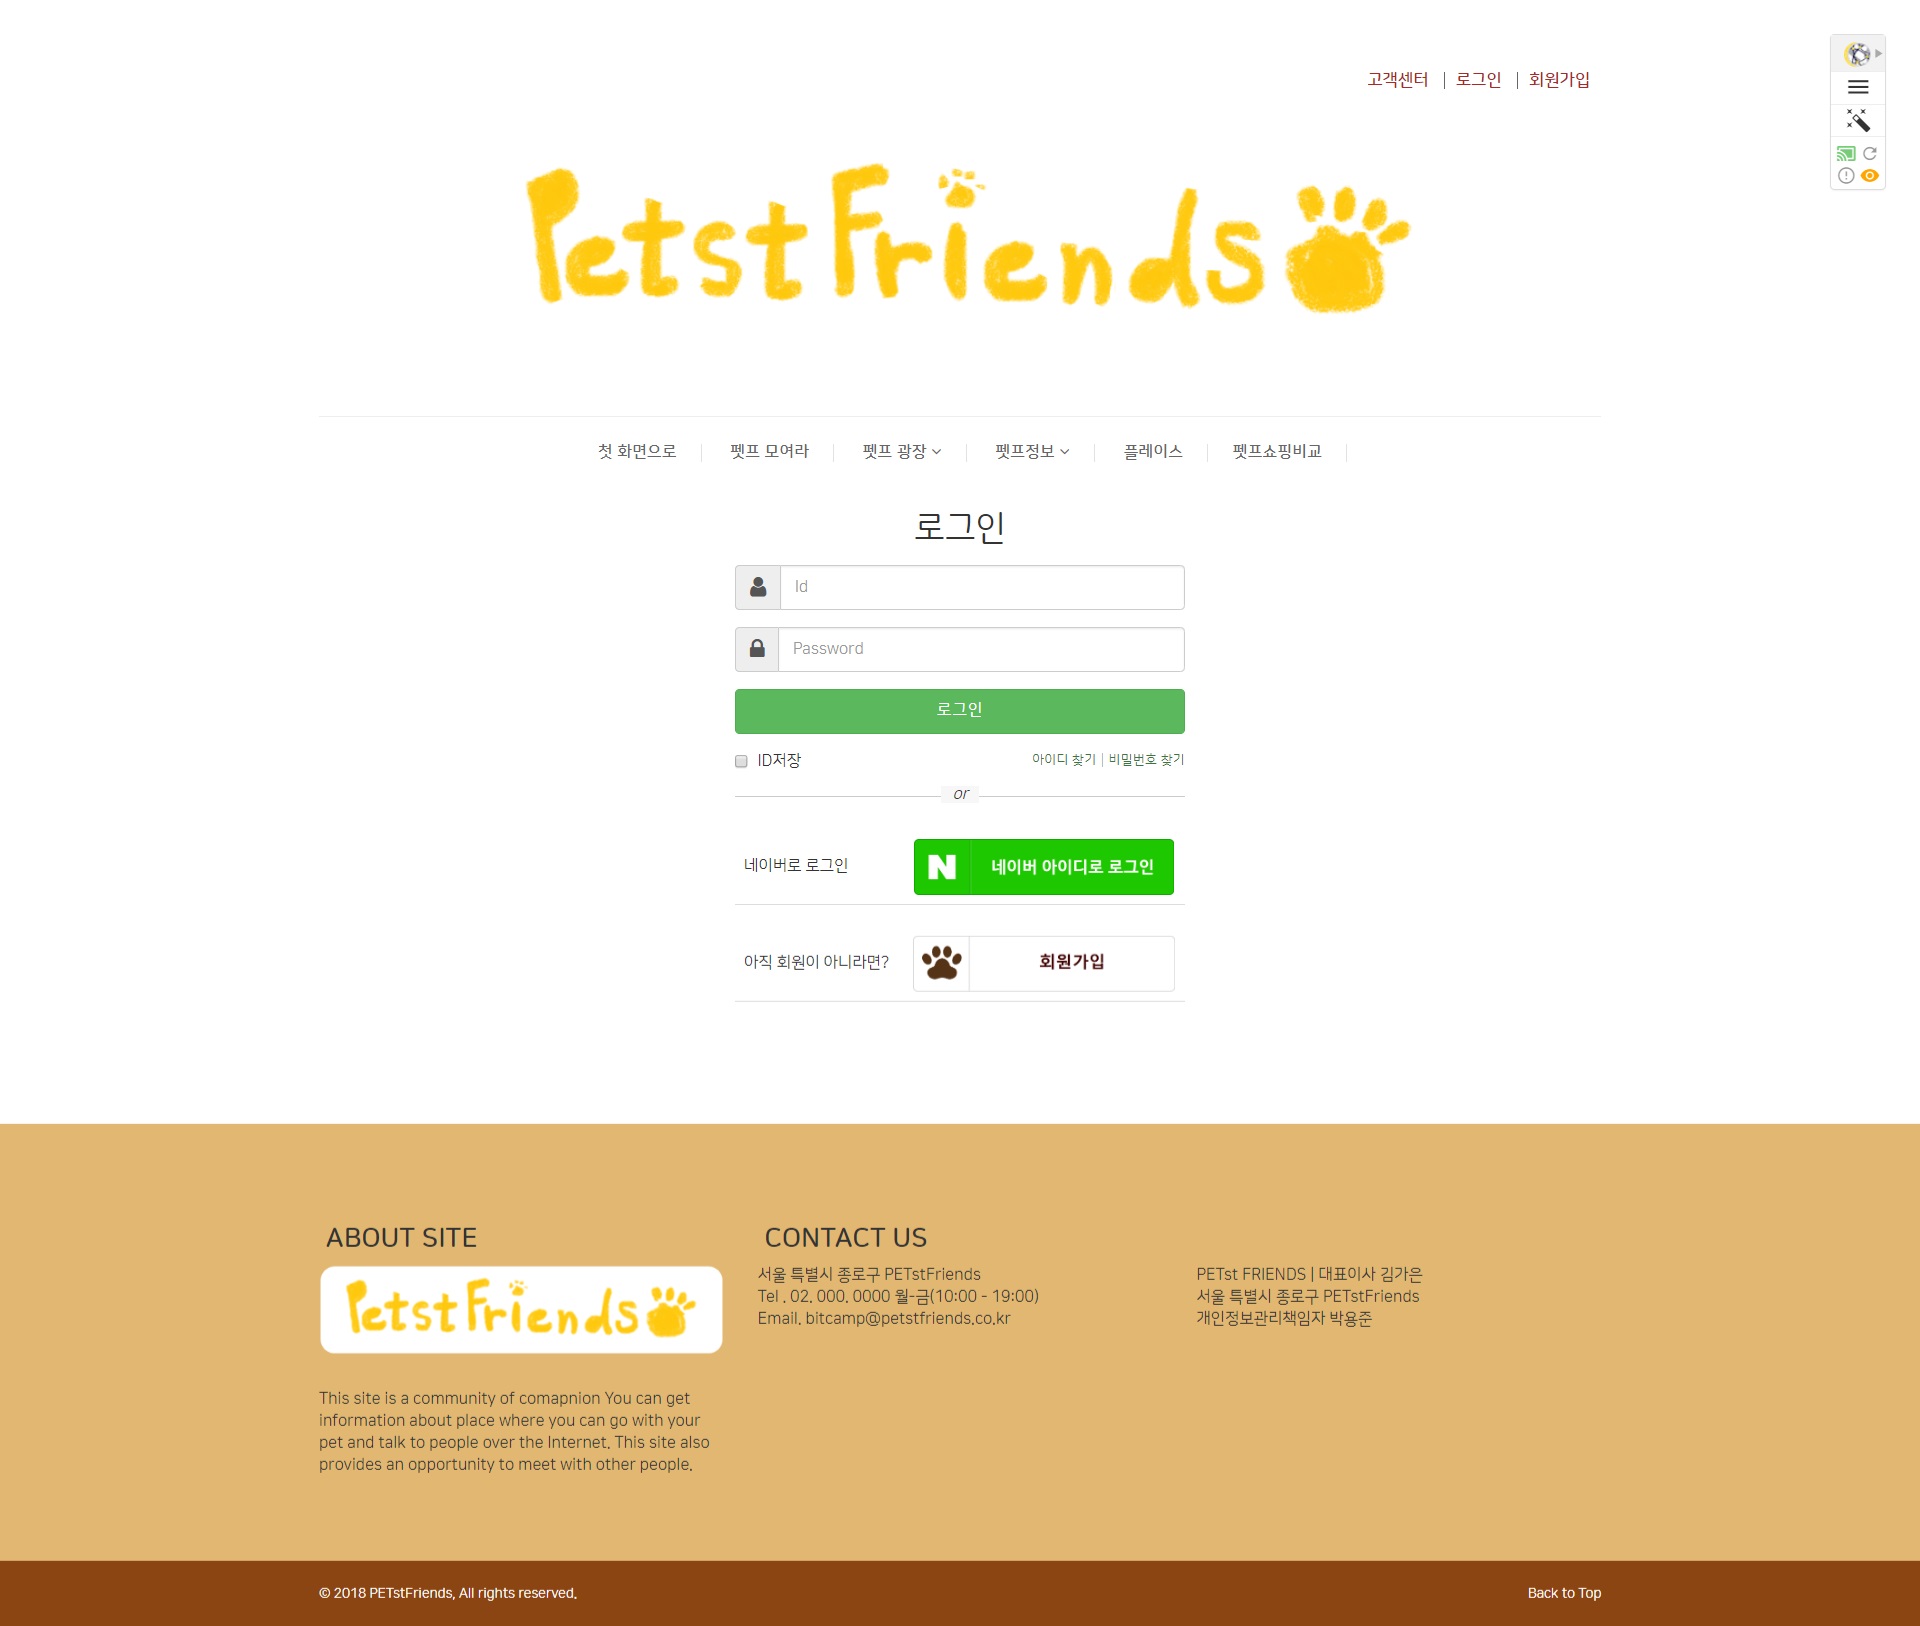 고객센터 | 로그인 | 회원가입
PetstFriends
첫 화면으로 | 펫프 모여라 | 펫프 광장 | 펫프정보 | 플레이스 | 펫프쇼핑비교 |
로그인
Id
Password
로그인
ID저장 아이디 찾기 | 비밀번호 찾기
or
네이버로 로그인 N 네이버 아이디로 로그인
아직 회원이 아니라면? 회원가입
ABOUT SITE
PetstFriends
This site is a community of comapnion You can get
information about place where you can go with your
pet and talk to people over the Internet. This site also
provides an opportunity to meet with other people.
CONTACT US
서울 특별시 종로구 PETstFriends
Tel . 02. 000. 0000 월-금(10:00 - 19:00)
Email. bitcamp@petstfriends.co.kr
PETst FRIENDS | 대표이사 김가은
서울 특별시 종로구 PETstFriends
개인정보관리책임자 박용준
© 2018 PETstFriends, All rights reserved.
Back to Top